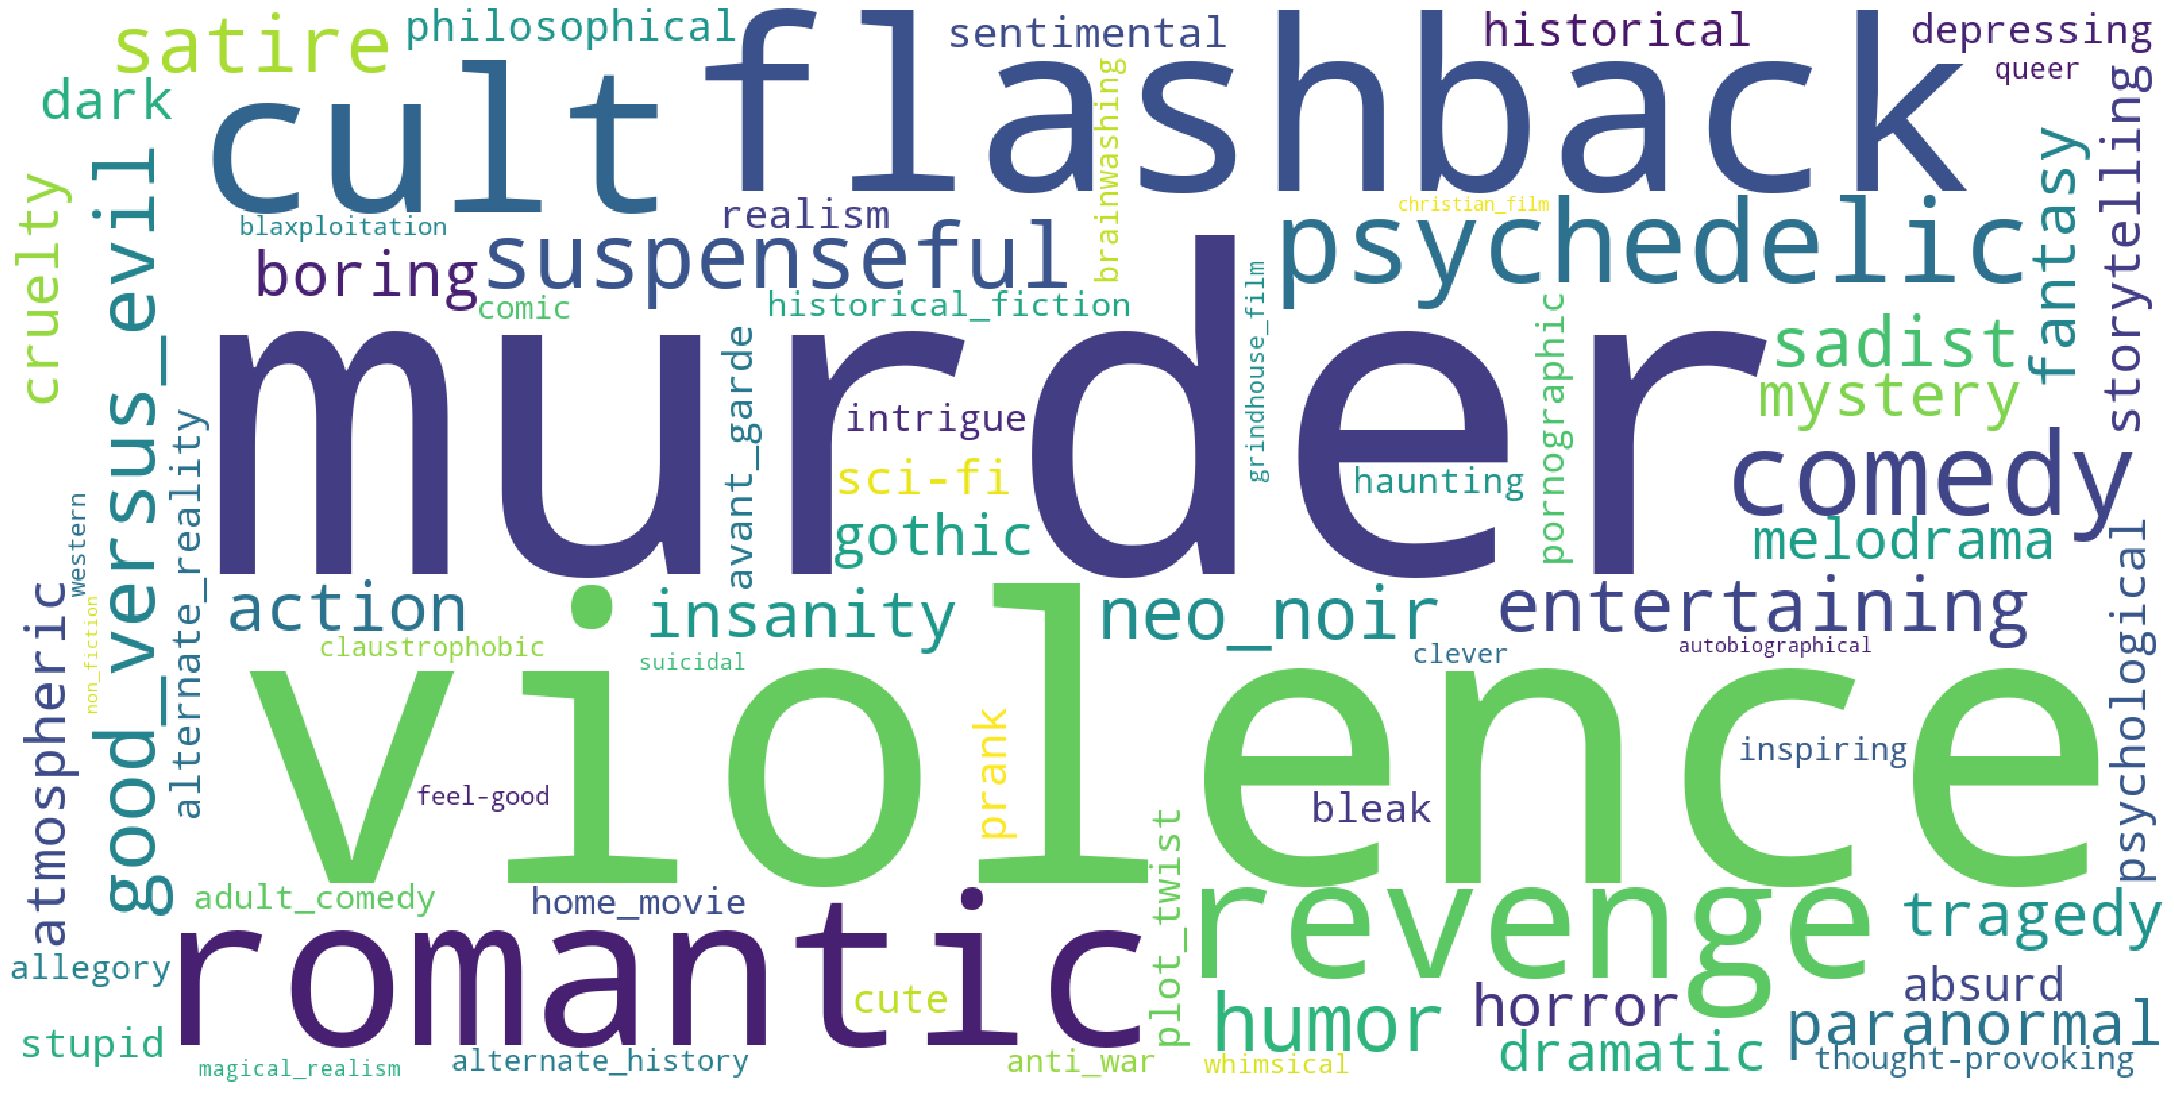 satire
philosophical
flashback
sentimental
historical
depressing
queer
dark
cult
brainwashing
storytelling
cruelty
good_versus_evil
blaxploitation
realism
christian_film
fantasy
boring
suspenseful
psychedelic
comic
historical_fiction
grindhouse_film
pornographic
sadist
mystery
murder
avant_garde
intrigue
sci-fi
gothic
haunting
comedy
melodrama
alternate_reality
western
non_fiction
atmospheric
action
insanity
neo_noir
entertaining
psychological
claustrophobic
suicidal
clever
autobiographical
violence
feel-good
prank
bleak
inspiring
plot_twist
adult_comedy
home_movie
revenge
tragedy
romantic
allegory
cute
humor
horror
absurd
paranormal
stupid
magical_realism
alternate_history
anti_war
whimsical
dramatic
thought-provoking